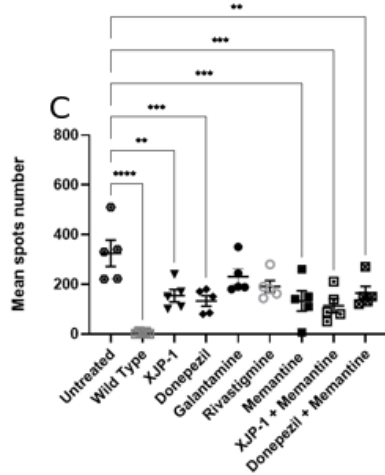 **
***
***
C
***
**
****
800
600
400
200
0
Mean spots number
Untreated
Wild Type
XJP-1
Donepezil
Galantamine
Rivastigmine
Memantine
XJP-1 + Memantine
Donepezil + Memantine